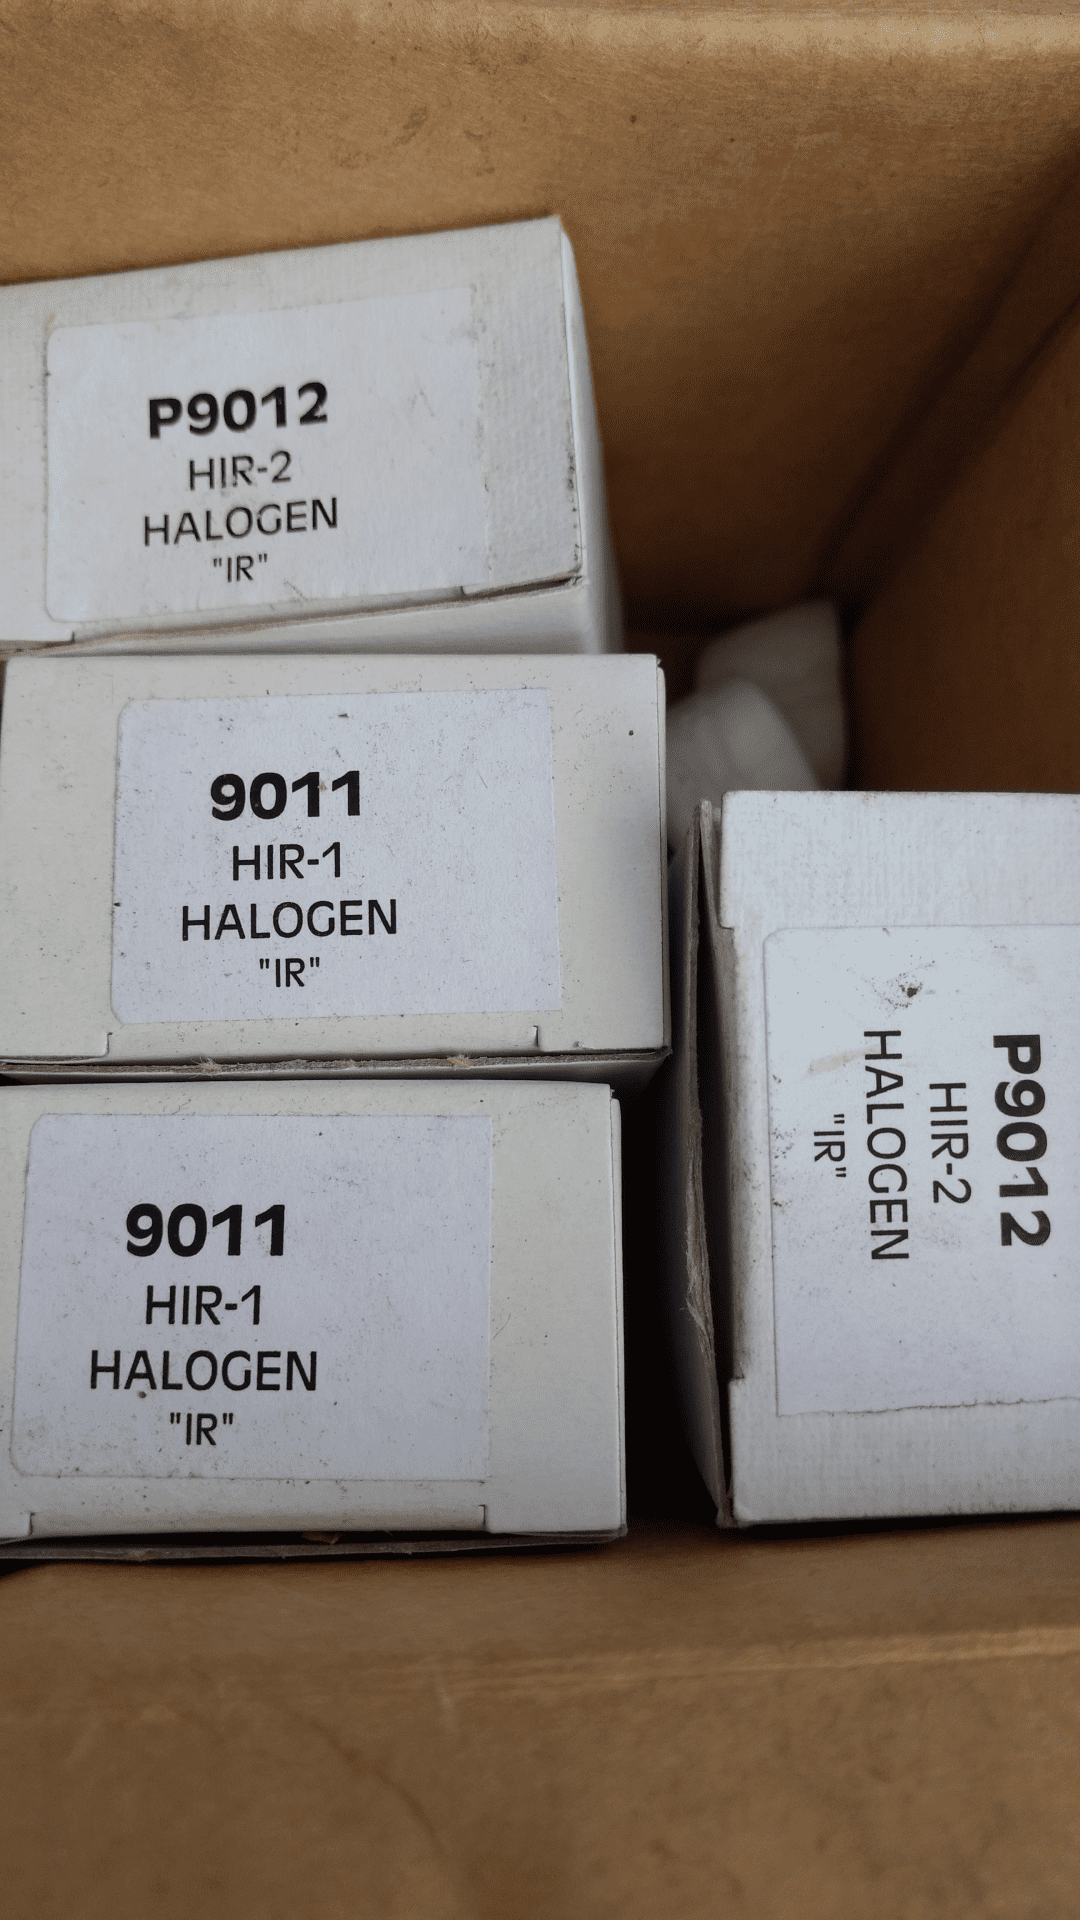 P9012
HIR-2
HALOGEN
"IR"
9011
HIR-1
HALOGEN
"IR"
9011
HIR-1
HALOGEN
"IR"
P9012
HIR-2
HALOGEN
"IR"